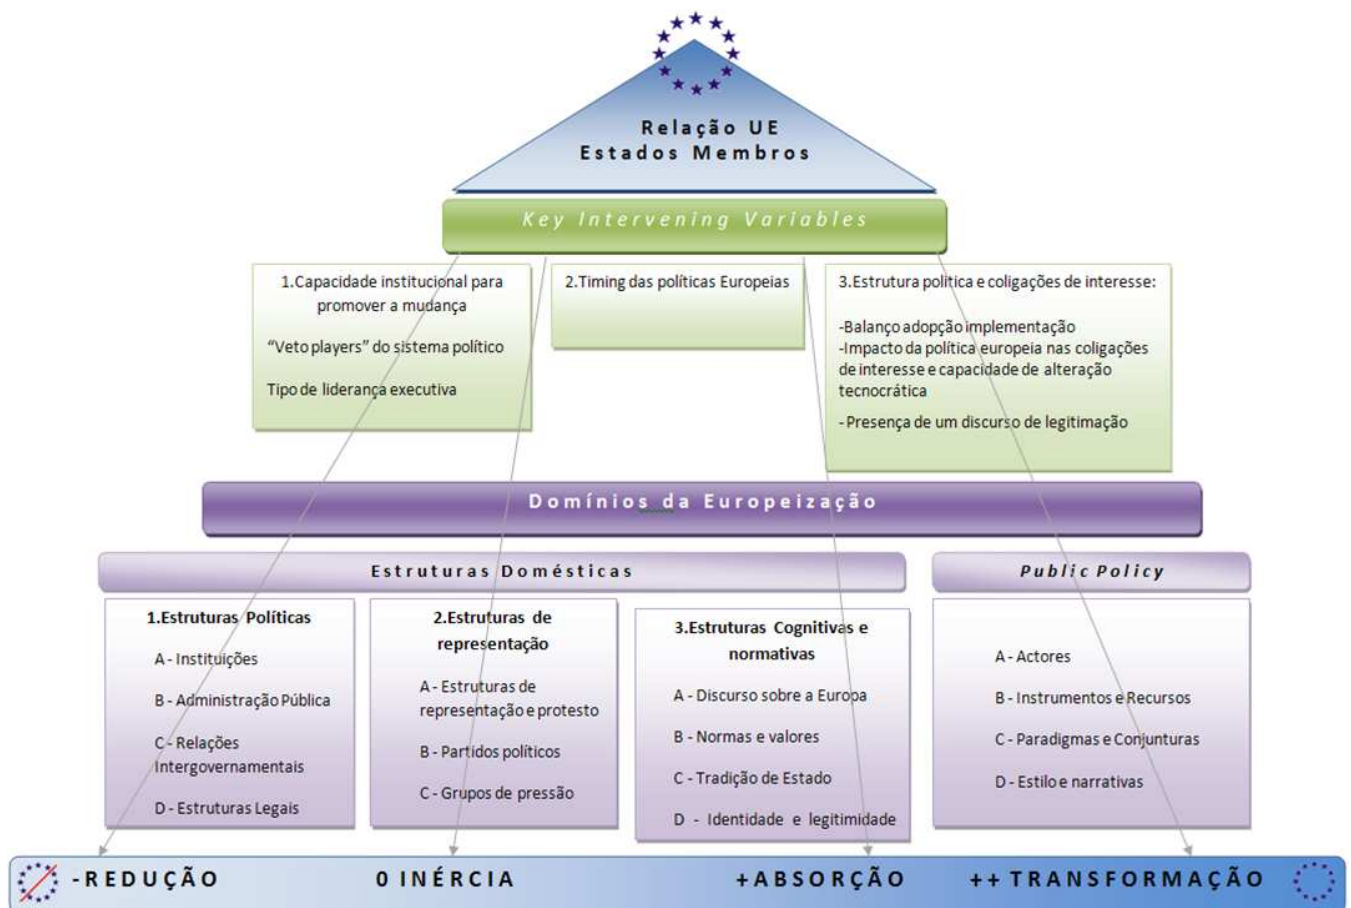 Relação UE
Estados Membros
Key Intervening Variables
1.Capacidade institucional para
promover a mudança
“Veto players” do sistema político
Tipo de liderança executiva
2.Timing das políticas Europeias
3.Estrutura politica e coligações de interesse:
-Balanço adopção implementação
-Impacto da política europeia nas coligações
de interesse e capacidade de alteração
tecnocrática
- Presença de um discurso de legitimação
Domínios da Europeização
Estruturas Domésticas
Public Policy
1.Estruturas Políticas
A - Instituições
B - Administração Pública
C - Relações
Intergovernamentais
D - Estruturas Legais
2.Estruturas de
representação
A - Estruturas de
representação e protesto
B - Partidos políticos
C - Grupos de pressão
3.Estruturas Cognitivas e
normativas
A - Discurso sobre a Europa
B - Normas e valores
C - Tradição de Estado
D - Identidade e legitimidade
A - Actores
B - Instrumentos e Recursos
C - Paradigmas e Conjunturas
D - Estilo e narrativas
-REDUÇÃO
0 INÉRCIA
+ABSORÇÃO
++ TRANSFORMAÇÃO